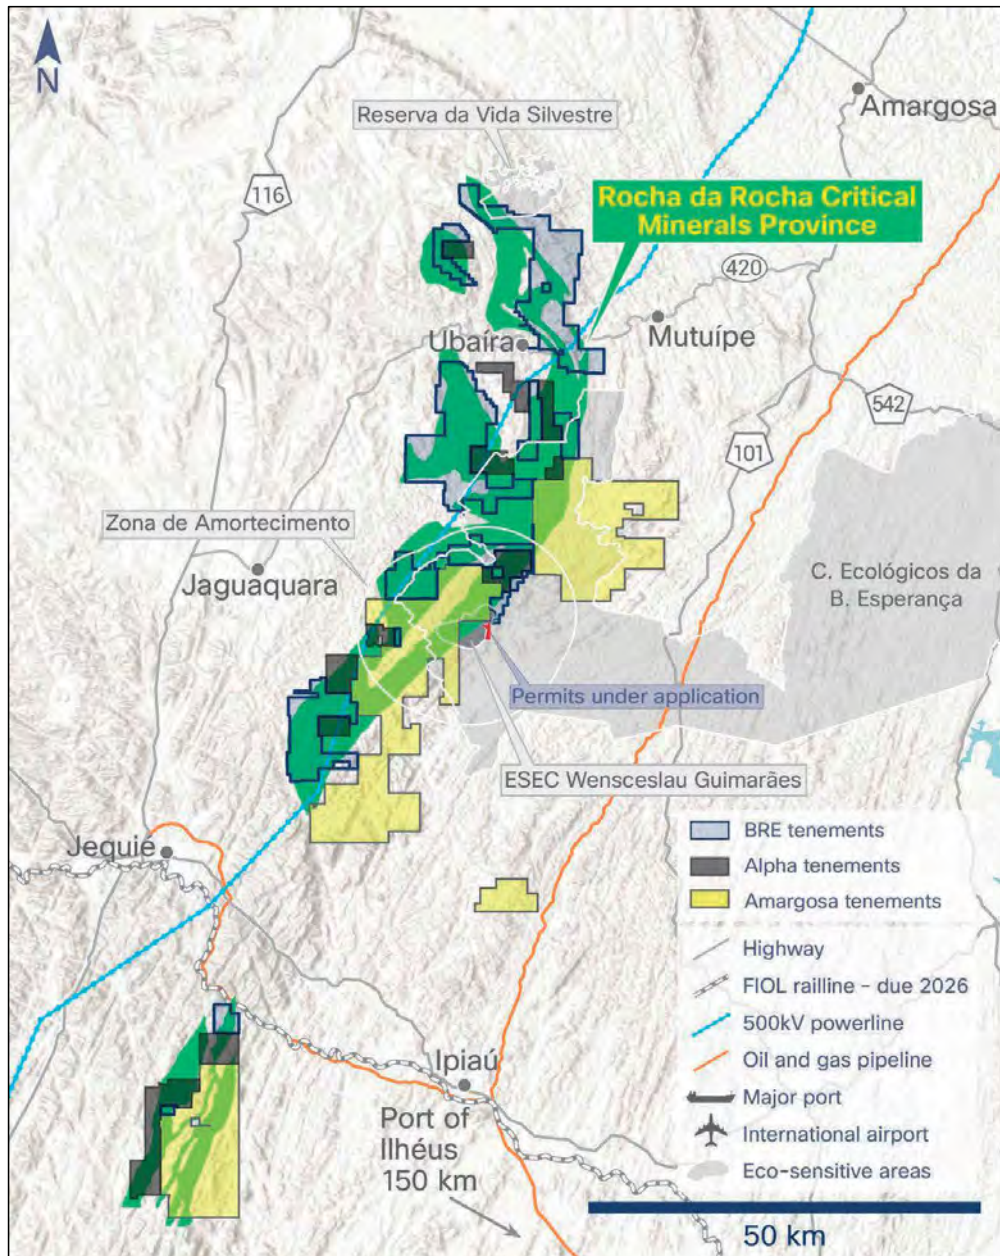 N
Amargosa
Reserva da Vida Silvestre
116
Rocha da Rocha Critical
Minerals Province
420
Mutuípe
Ubaíra
542
101
Zona de Amortecimento
Jaguaquara
C. Ecológicos da
B. Esperança
Permits under application
ESEC Wensceslau Guimarães
Jequié
BRE tenements
Alpha tenements
Amargosa tenements
Highway
FIOL railline - due 2026
500kV powerline
Oil and gas pipeline
Major port
International airport
Eco-sensitive areas
Ipiaú
Port of
Ilhéus
150 km
50 km